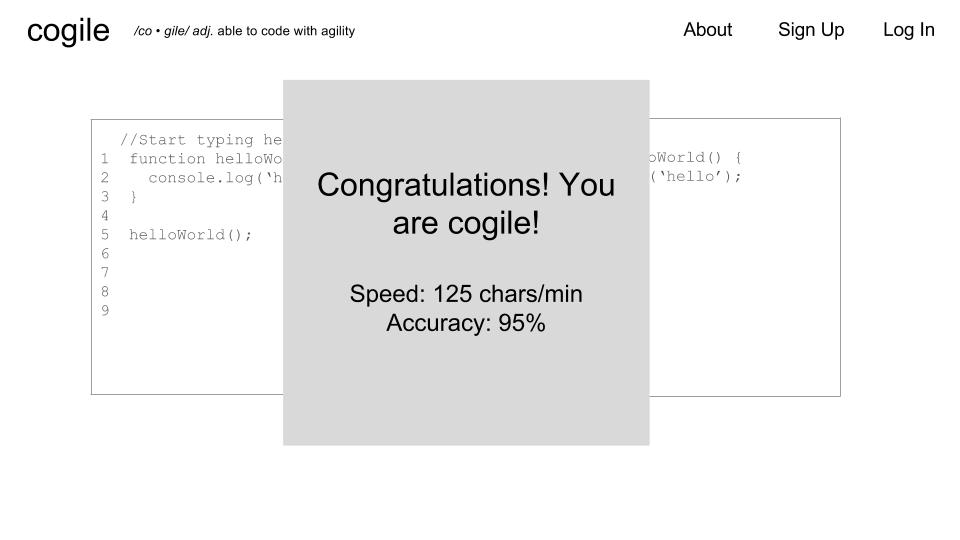 cogile /co • gile/ adj. able to code with agility About Sign Up Log In
//Start typing he
1 function helloWo
2 console.log(‘h
3 }
4
5 helloWorld();
6
7
8
9
oWorld() {
(‘hello’);
Congratulations! You
are cogile!
Speed: 125 chars/min
Accuracy: 95%